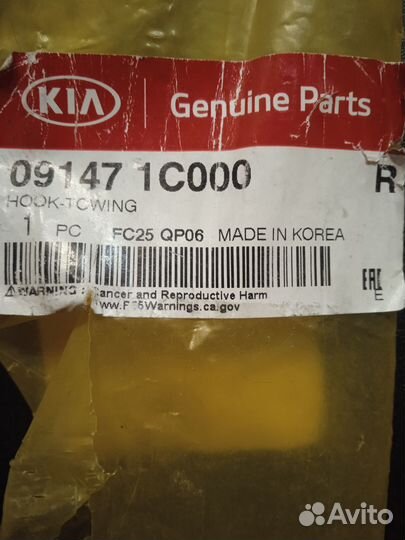 KIA Genuine Parts
09147 1C000 R
HOOK-TOWING
1 PC FC25 QP06 MADE IN KOREA
EAC
E
WARNING : Cancer and Reproductive Harm
www.P65Warnings.ca.gov
Avito